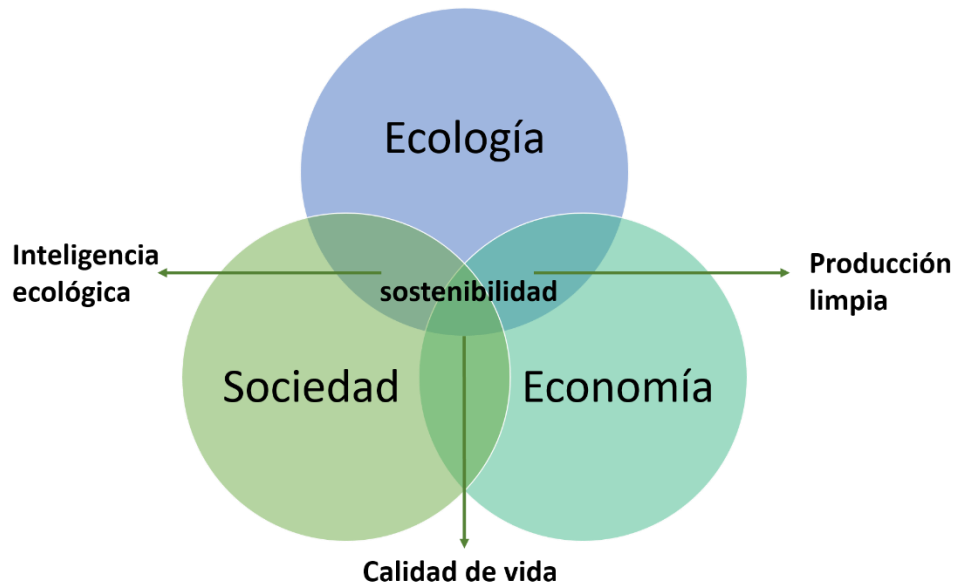 Ecología
Inteligencia
ecológica
sostenibilidad
Producción
limpia
Sociedad
Economía
Calidad de vida